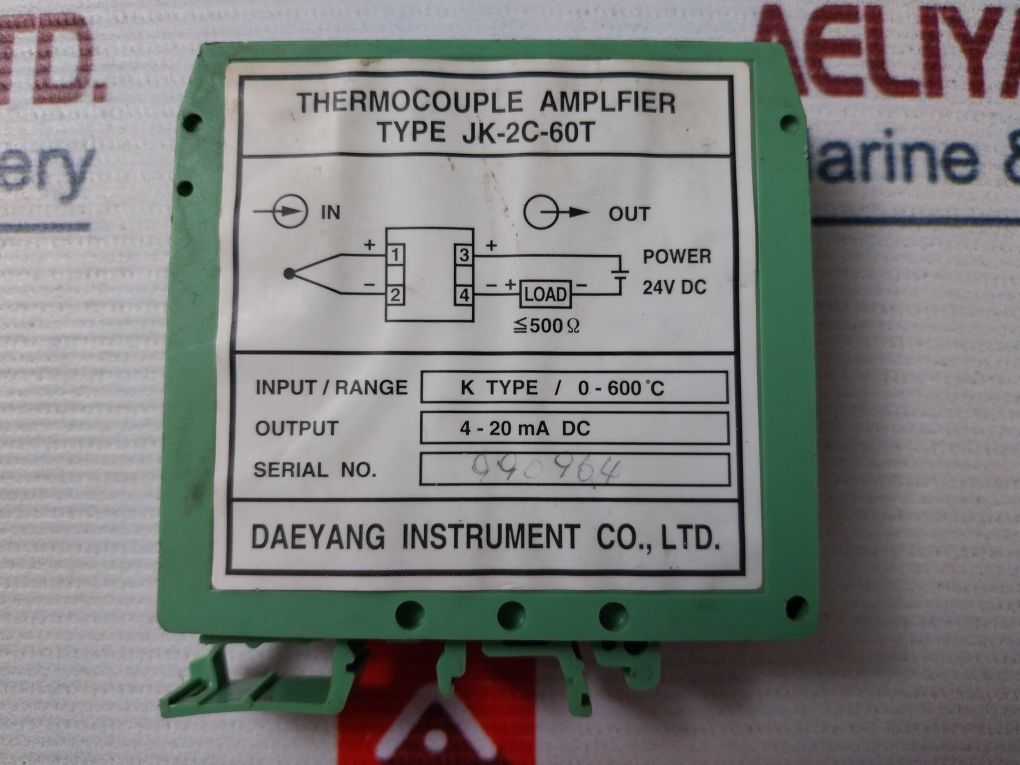 TD.
AELIYA
ery
arine &
THERMOCOUPLE AMPLFIER
TYPE JK-2C-60T
IN
OUT
+ 1 3 +
POWER
- 2 4 - + LOAD -
24V DC
≦500 Ω
INPUT / RANGE K TYPE / 0 - 600 °C
OUTPUT 4 - 20 mA DC
SERIAL NO. 990964
DAEYANG INSTRUMENT CO., LTD.